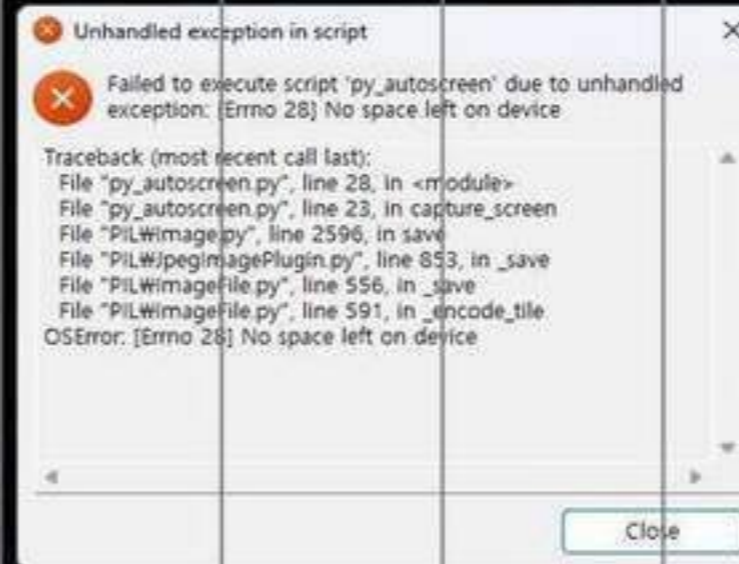 Unhandled exception in script
Failed to execute script 'py_autoscreen' due to unhandled
exception: [Errno 28] No space left on device
Traceback (most recent call last):
File "py_autoscreen.py", line 28, in <module>
File "py_autoscreen.py", line 23, in capture_screen
File "PIL₩Image.py", line 2596, in save
File "PIL₩JpegImagePlugin.py", line 853, in _save
File "PIL₩ImageFile.py", line 556, in _save
File "PIL₩ImageFile.py", line 591, in _encode_tile
OSError: [Errno 28] No space left on device
Close